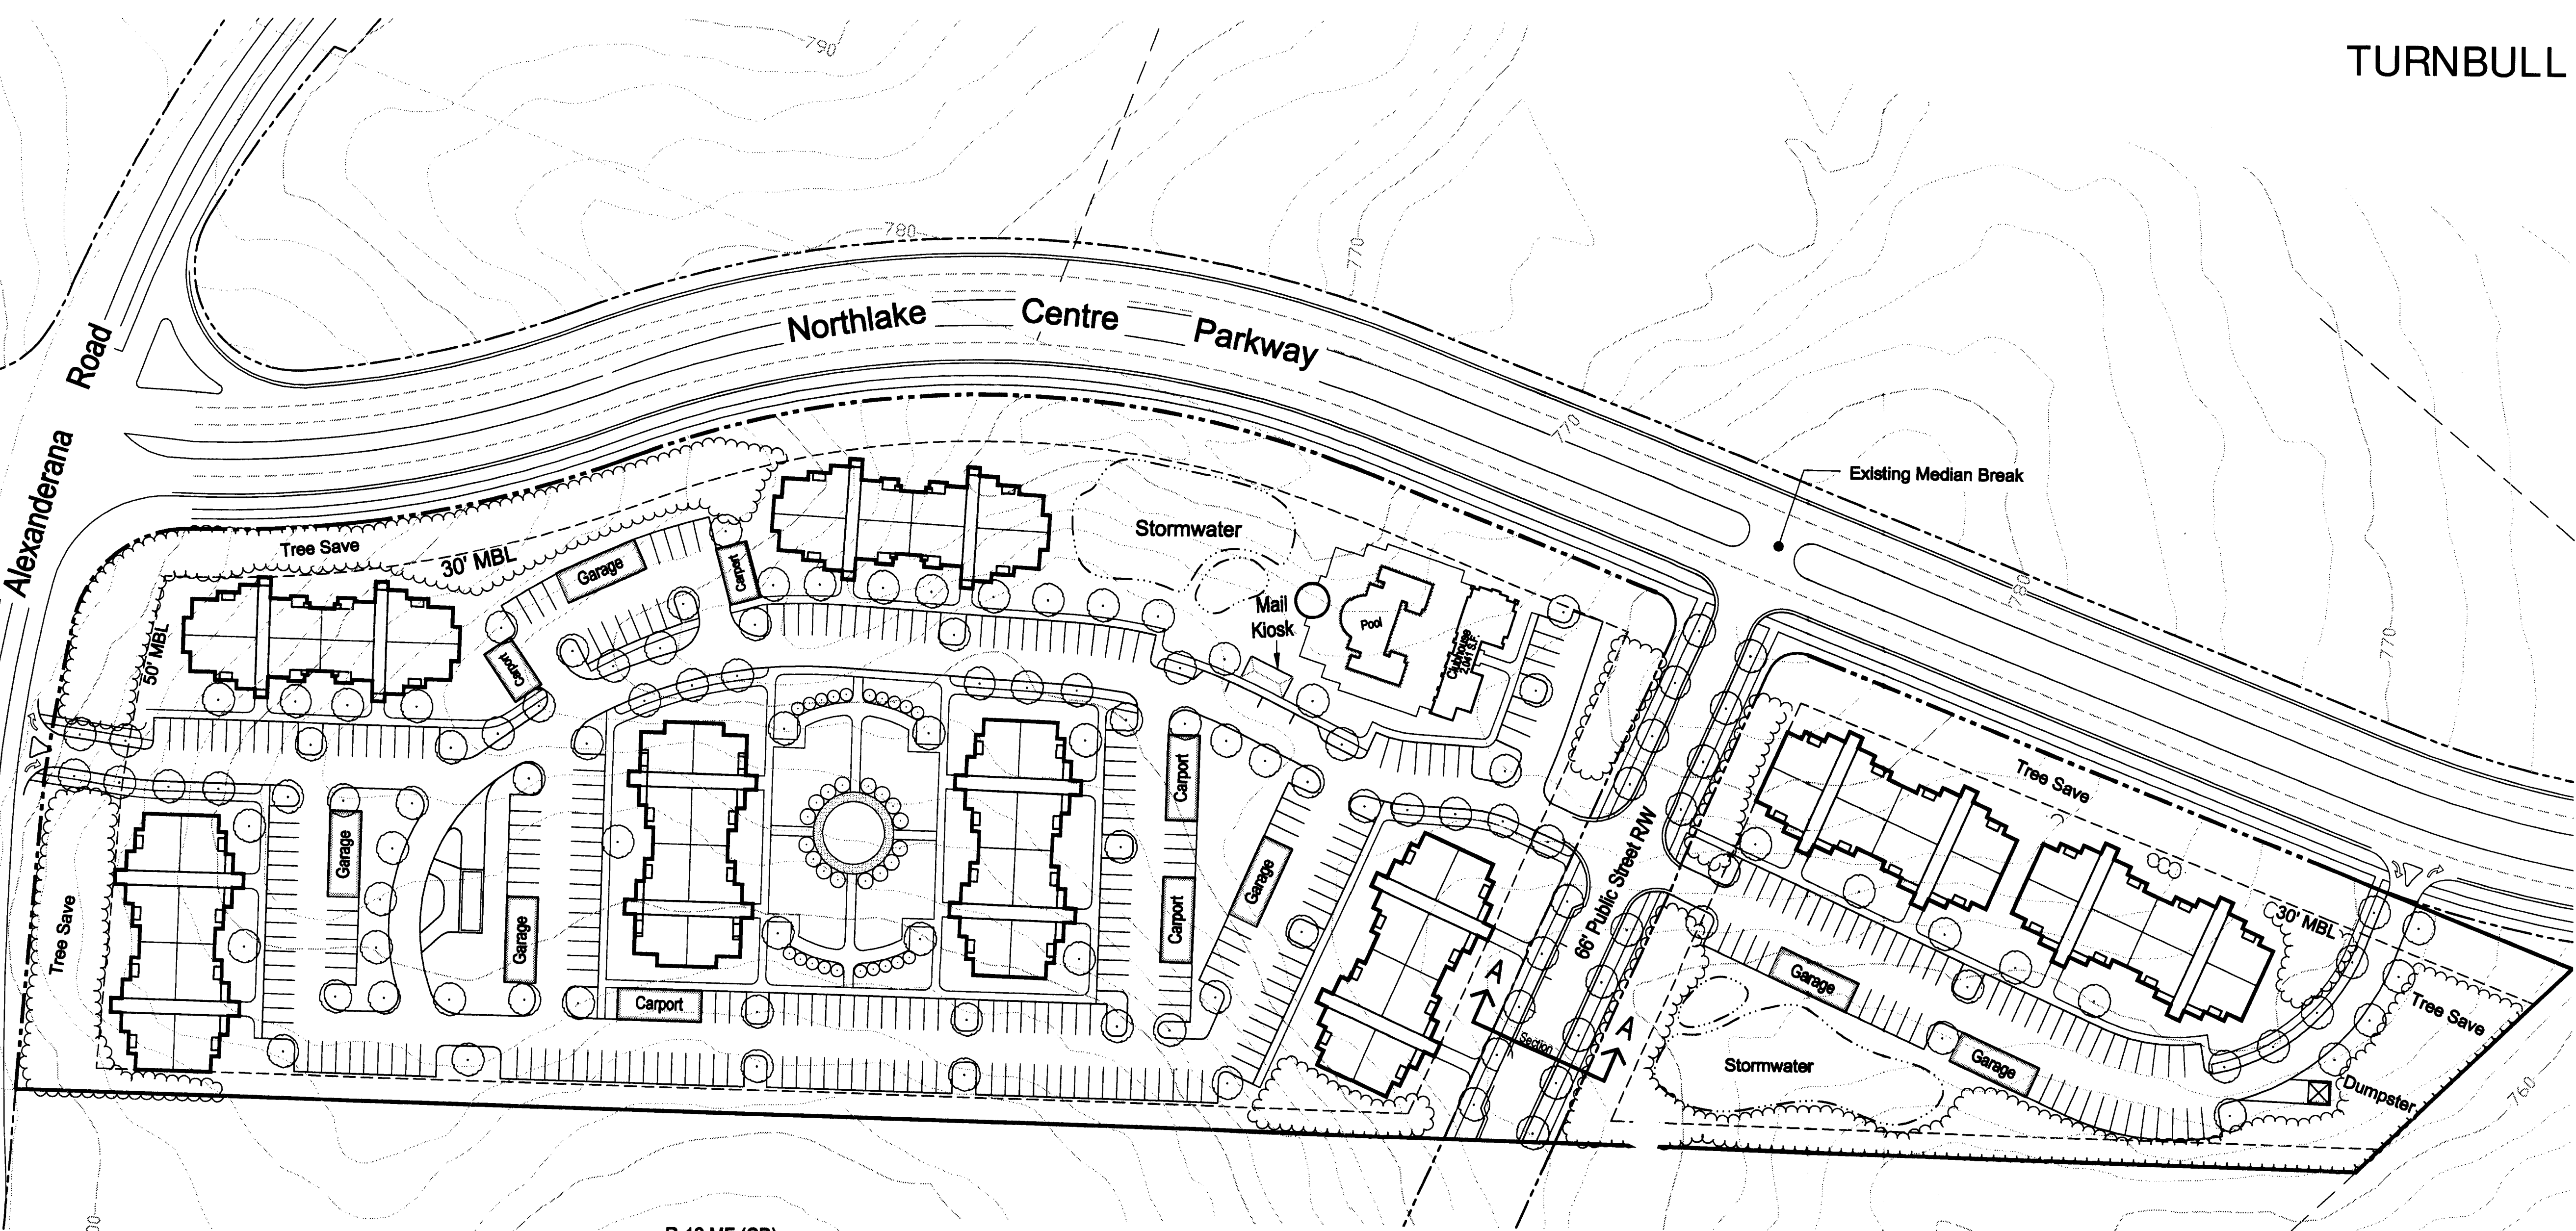 TURNBULL
790
780
770
Northlake Centre Parkway
Alexanderana Road
770
Existing Median Break
780
770
Tree Save
30' MBL
50' MBL
Garage
Carport
Carport
Stormwater
Mail
Kiosk
Pool
Clubhouse
2,041 S.F.
Tree Save
Garage
Garage
Carport
Carport
Carport
Garage
66' Public Street R/W
A
A
Section
Tree Save
30' MBL
Tree Save
Garage
Garage
Stormwater
Dumpster
760